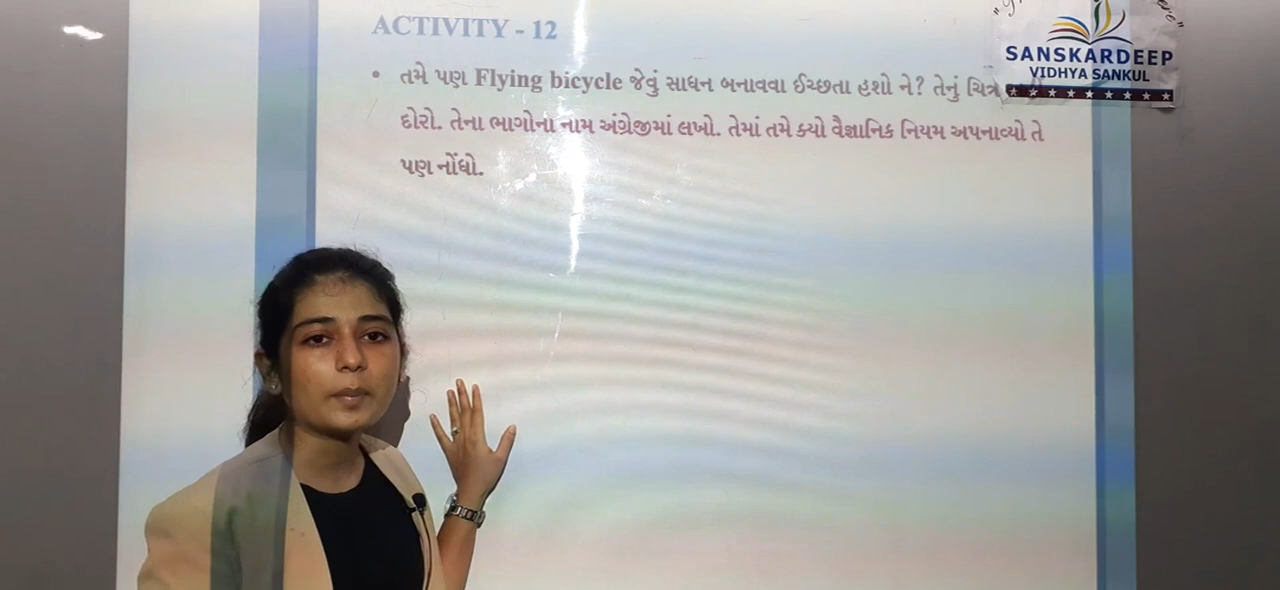 ACTIVITY - 12
• તમે પણ Flying bicycle જેવું સાધન બનાવવા ઈચ્છતા હશો ને? તેનું ચિત્ર
દોરો. તેના ભાગોના નામ અંગ્રેજીમાં લખો. તેમાં તમે ક્યો વૈજ્ઞાનિક નિયમ અપનાવ્યો તે
પણ નોંધો.
SANSKARDEEP
VIDHYA SANKUL